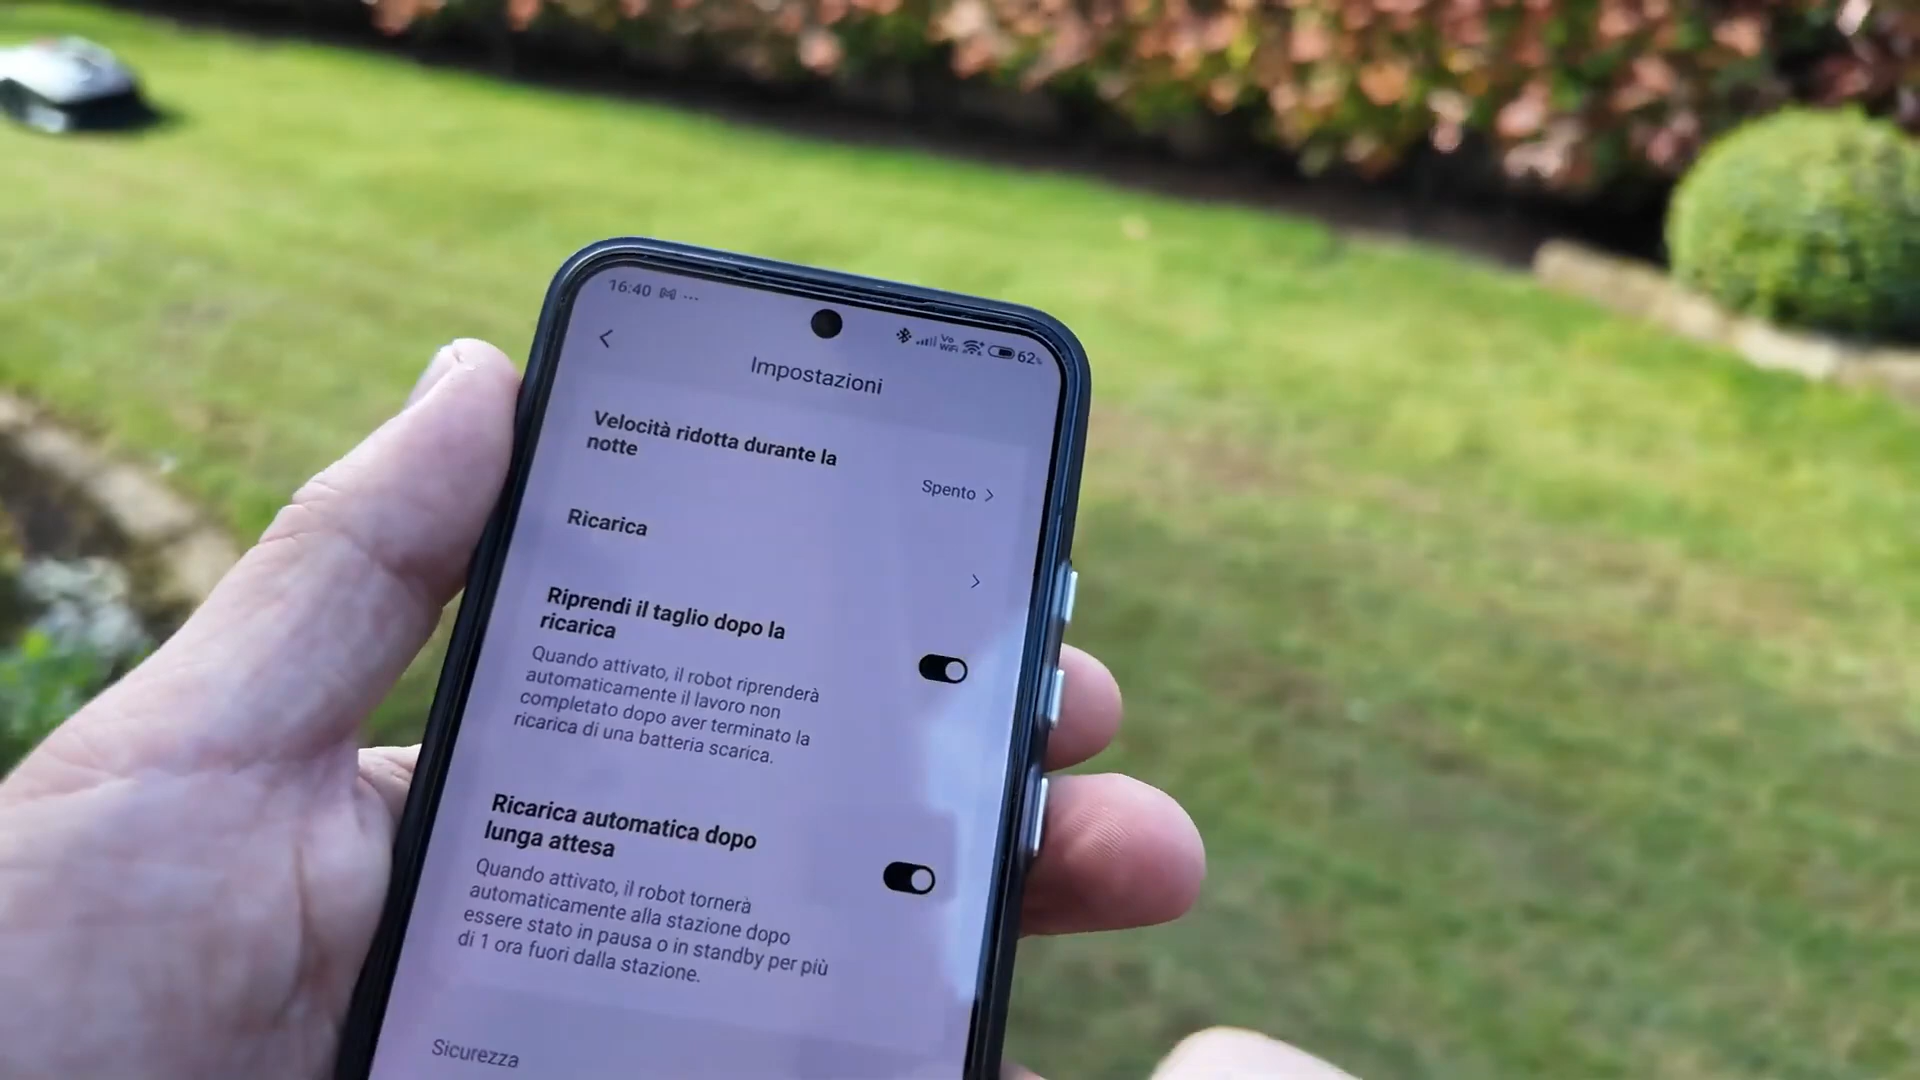 16:40 ...
Vo
WiFi
62%
Impostazioni
Velocità ridotta durante la
notte
Spento
Ricarica
Riprendi il taglio dopo la
ricarica
Quando attivato, il robot riprenderà
automaticamente il lavoro non
completato dopo aver terminato la
ricarica di una batteria scarica.
Ricarica automatica dopo
lunga attesa
Quando attivato, il robot tornerà
automaticamente alla stazione dopo
essere stato in pausa o in standby per più
di 1 ora fuori dalla stazione.
Sicurezza